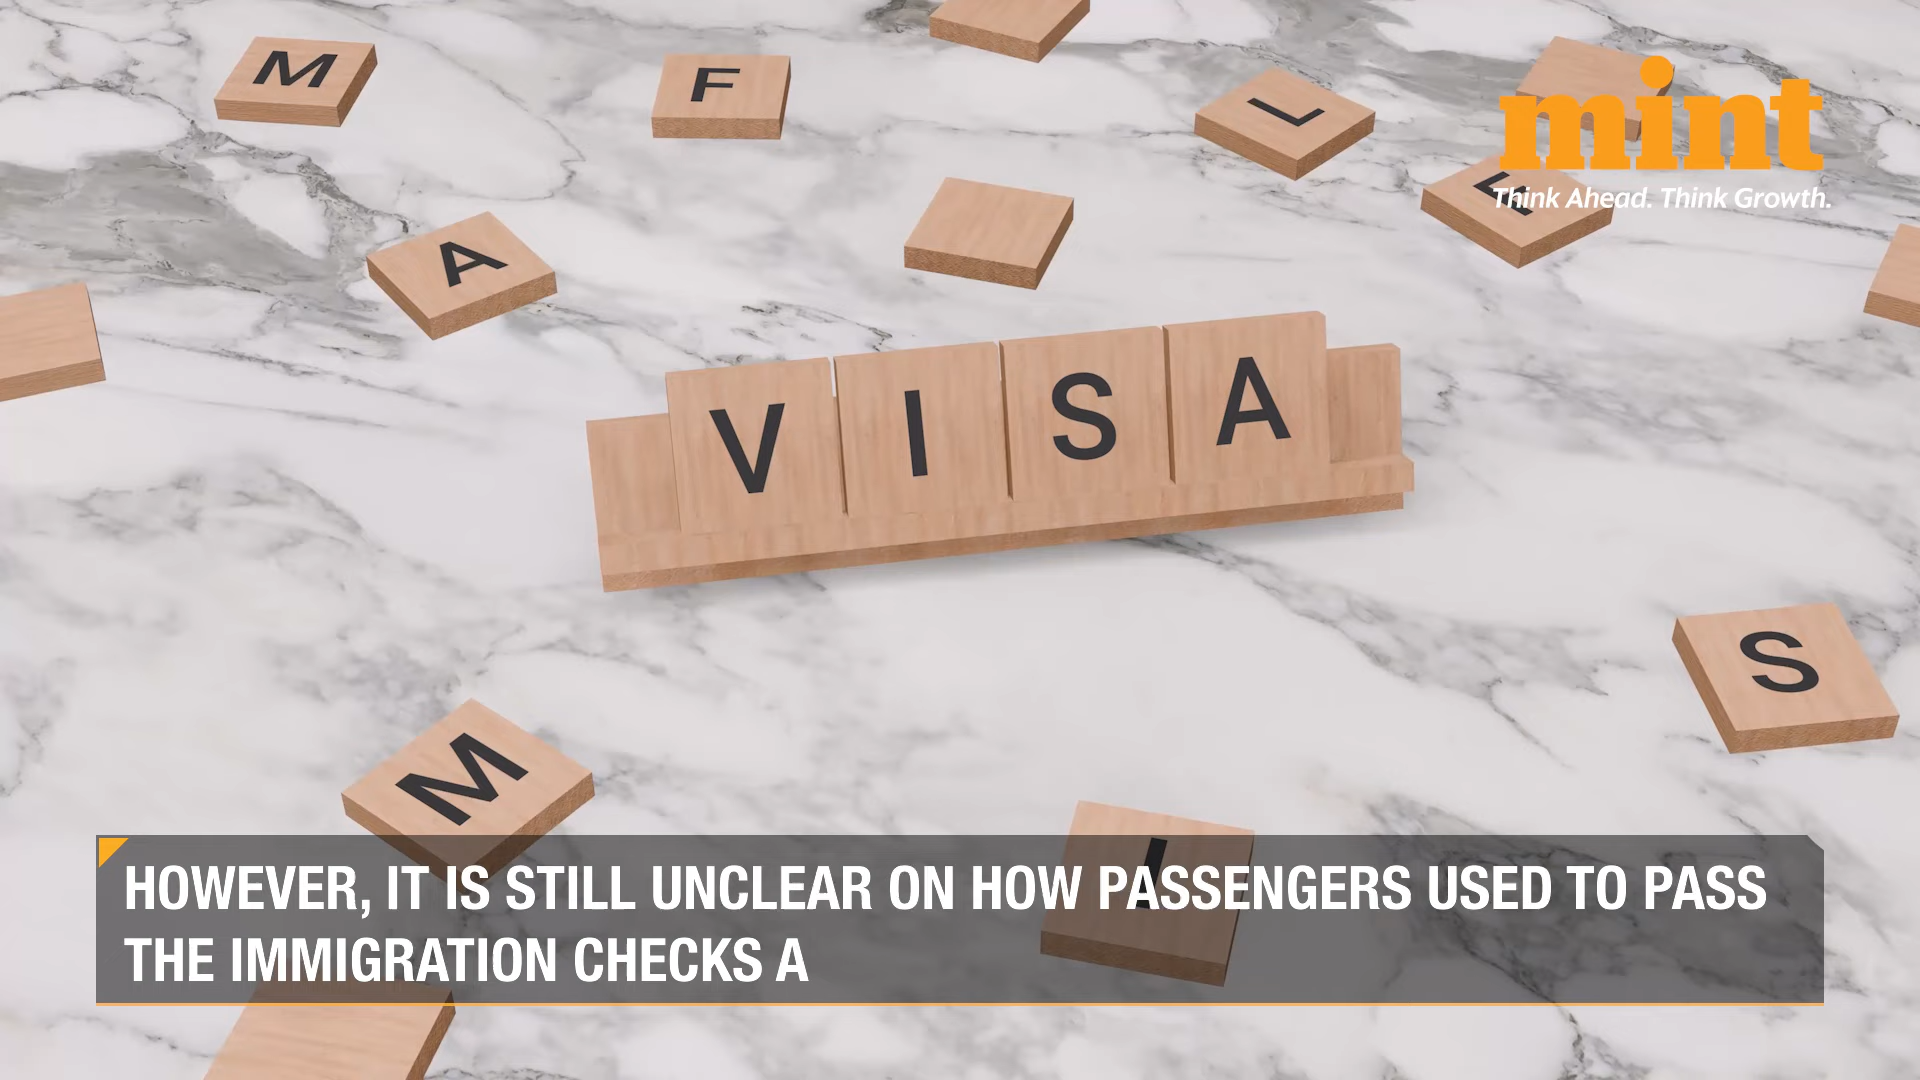 M
F
L
mint
Think Ahead. Think Growth.
A
VISA
S
M
I
HOWEVER, IT IS STILL UNCLEAR ON HOW PASSENGERS USED TO PASS
THE IMMIGRATION CHECKS A